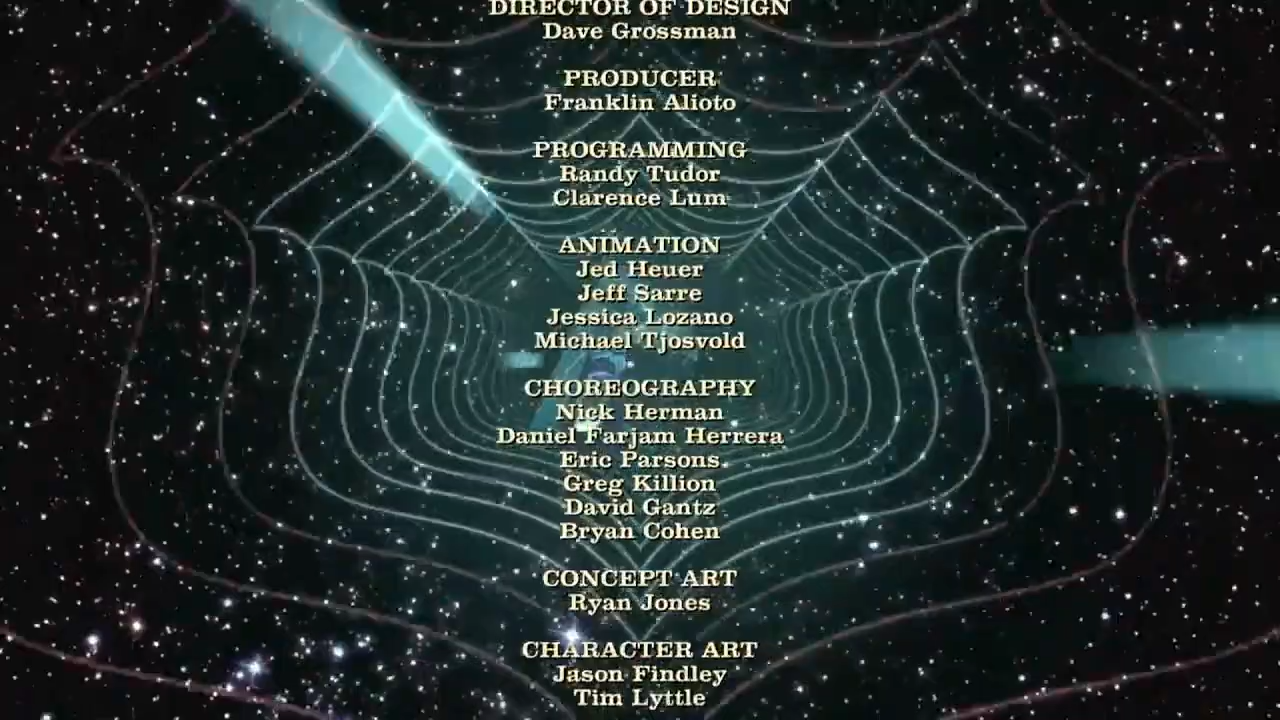 DIRECTOR OF DESIGN
Dave Grossman
PRODUCER
Franklin Alioto
PROGRAMMING
Randy Tudor
Clarence Lum
ANIMATION
Jed Heuer
Jeff Sarre
Jessica Lozano
Michael Tjosvold
CHOREOGRAPHY
Nick Herman
Daniel Farjam Herrera
Eric Parsons
Greg Killion
David Gantz
Bryan Cohen
CONCEPT ART
Ryan Jones
CHARACTER ART
Jason Findley
Tim Lyttle